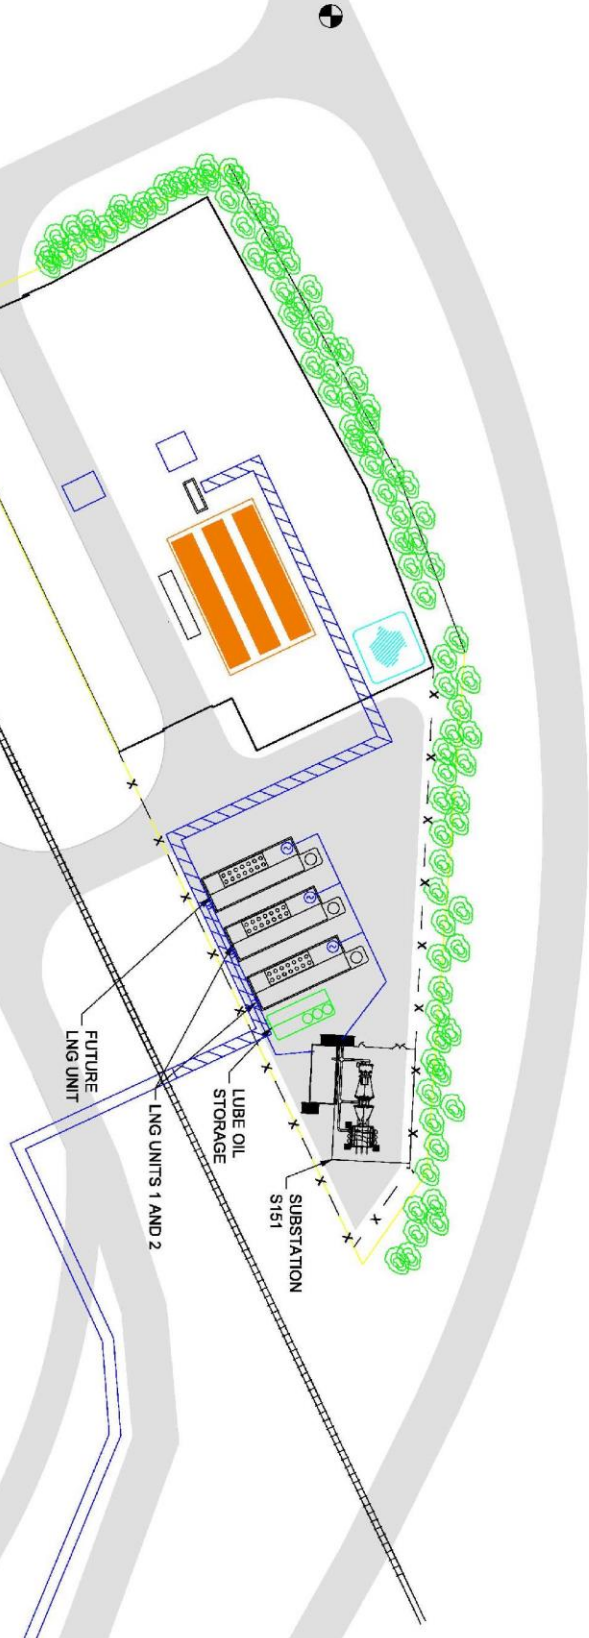 FUTURE
LNG UNIT
LNG UNITS 1 AND 2
LUBE OIL
STORAGE
SUBSTATION
S151